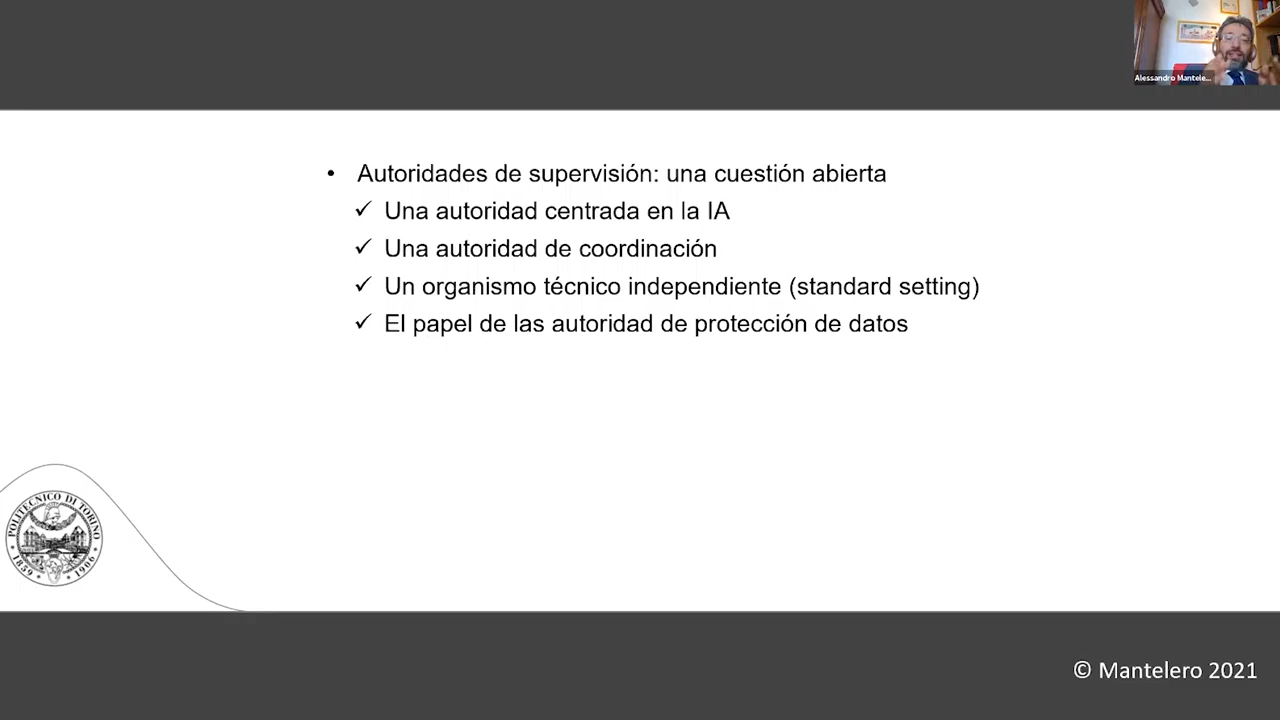 Alessandro Mantele...
• Autoridades de supervisión: una cuestión abierta
✓ Una autoridad centrada en la IA
✓ Una autoridad de coordinación
✓ Un organismo técnico independiente (standard setting)
✓ El papel de las autoridad de protección de datos
POLITECNICO DI TORINO
1859 1906
© Mantelero 2021